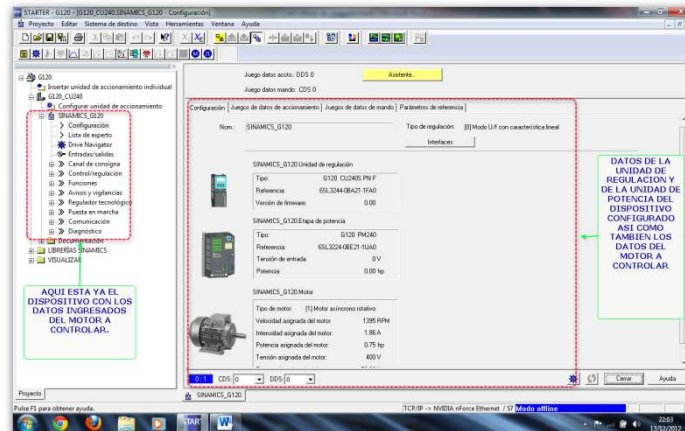 STARTER - G120 - [G120_CU240.SINAMICS_G120 - Configuración]
Proyecto Editar Sistema de destino Vista Herramientas Ventana Ayuda
G120
Insertar unidad de accionamiento individual
G120_CU240
Configurar unidad de accionamiento
SINAMICS_G120
Configuración
Lista de experto
Drive Navigator
Entradas/salidas
Canal de consigna
Control/regulación
Funciones
Avisos y vigilancias
Regulador tecnológico
Puesta en marcha
Comunicación
Diagnóstico
Documentación
LIBRERÍAS SINAMICS
VISUALIZAR
AQUI ESTA YA EL
DISPOSITIVO CON LOS
DATOS INGRESADOS
DEL MOTOR A
CONTROLAR.
Proyecto
Juego datos accto.: DDS 0
Asistente...
Juego datos mando: CDS 0
Configuración Juegos de datos de accionamiento Juegos de datos de mando Parámetros de referencia
Nom.: SINAMICS_G120 Tipo de regulación: [0] Modo U/f con característica lineal
Interfaces
SINAMICS_G120.Unidad de regulación
Tipo: G120 CU240S PN F
Referencia: 6SL3244-0BA21-1FA0
Versión de firmware: 0.00
SINAMICS_G120.Etapa de potencia
Tipo: G120 PM240
Referencia: 6SL3224-0BE21-1UA0
Tensión de entrada: 0 V
Potencia: 0.00 hp
SINAMICS_G120.Motor
Tipo de motor: [1] Motor asíncrono rotativo
Velocidad asignada del motor: 1395 RPM
Intensidad asignada del motor: 1.86 A
Potencia asignada del motor: 0.75 hp
Tensión asignada del motor: 400 V
DATOS DE LA
UNIDAD DE
REGULACION Y
DE LA UNIDAD DE
POTENCIA DEL
DISPOSITIVO
CONFIGURADO
ASI COMO
TAMBIEN LOS
DATOS DEL
MOTOR A
CONTROLAR
CDS: 0 DDS: 0
Cerrar Ayuda
SINAMICS_G120
Pulse F1 para obtener ayuda.
TCP/IP -> NVIDIA nForce Ethernet / S7 Modo offline
22:03
13/12/2012